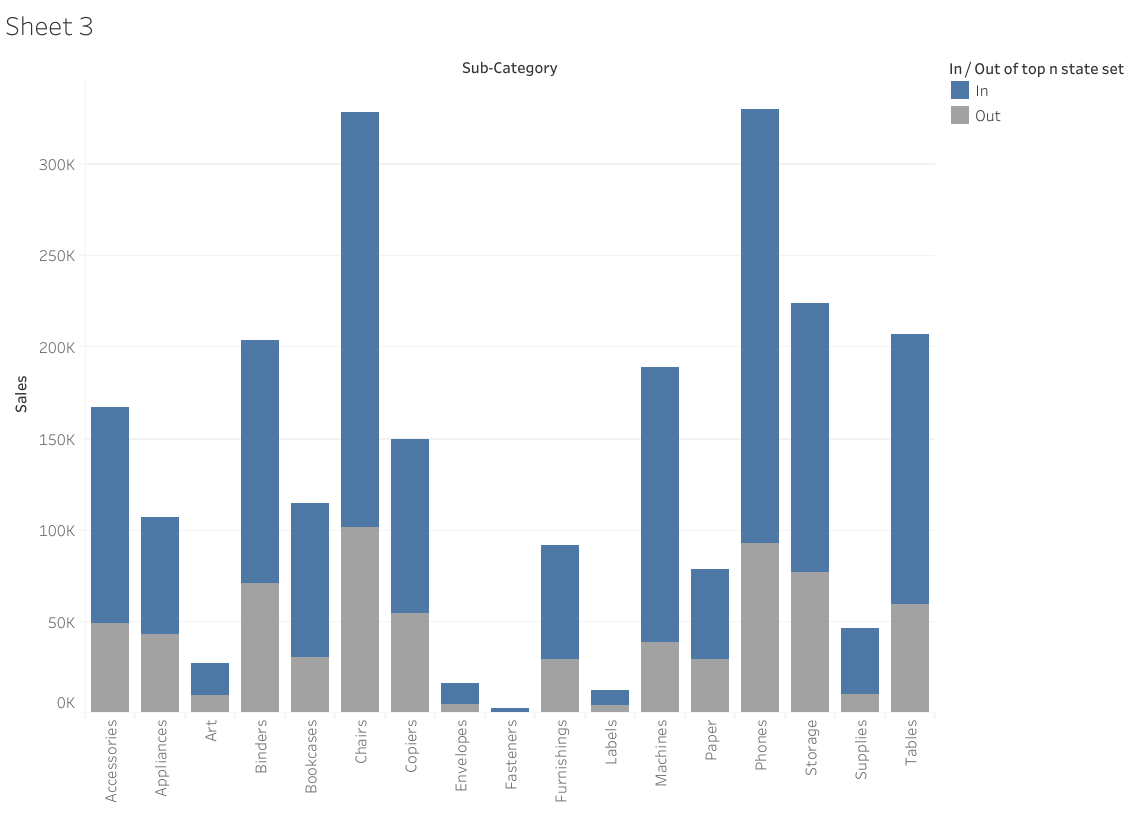 Sheet 3
Sub-Category
In / Out of top n state set
In
Out
Sales
300K
250K
200K
150K
100K
50K
0K
Accessories
Appliances
Art
Binders
Bookcases
Chairs
Copiers
Envelopes
Fasteners
Furnishings
Labels
Machines
Paper
Phones
Storage
Supplies
Tables